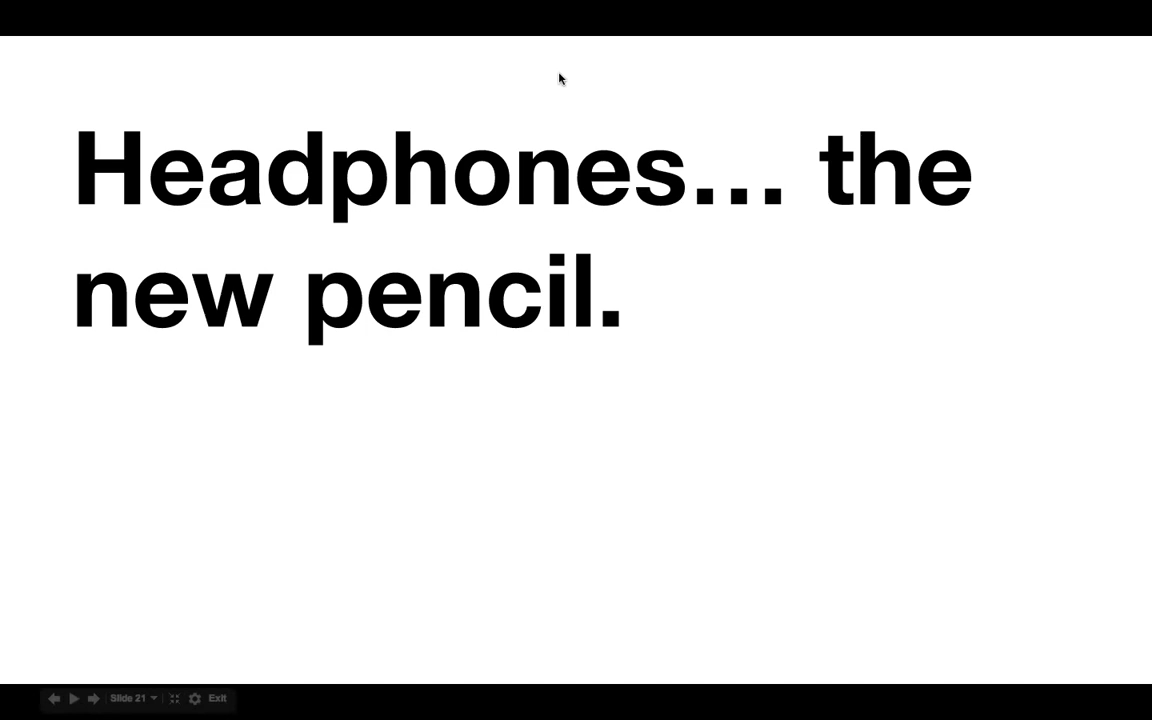 Headphones… the
new pencil.
Slide 21
Exit